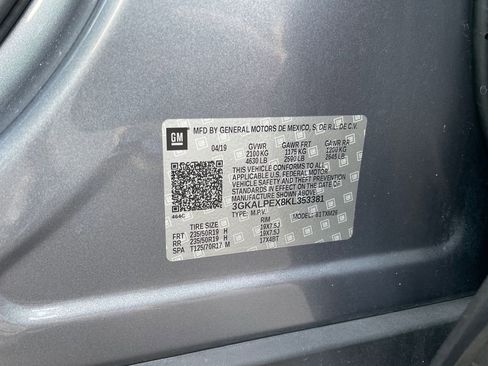 GM
MFD BY GENERAL MOTORS DE MEXICO, S. DE R.L. DE C.V.
04/19 GVWR GAWR FRT GAWR RR
2100 KG 1175 KG 1200 KG
4630 LB 2590 LB 2645 LB
THIS VEHICLE CONFORMS TO ALL
APPLICABLE U.S. FEDERAL MOTOR
VEHICLE SAFETY AND THEFT PREVENTION
STANDARDS IN EFFECT ON THE DATE OF
MANUFACTURE SHOWN ABOVE.
3GKALPEX8KL353381
464C TYPE: M.P.V.
TIRE SIZE RIM
FRT 235/50R19 H 19X7.5J
RR 235/50R19 H 19X7.5J
SPA T125/70R17 M 17X4BT